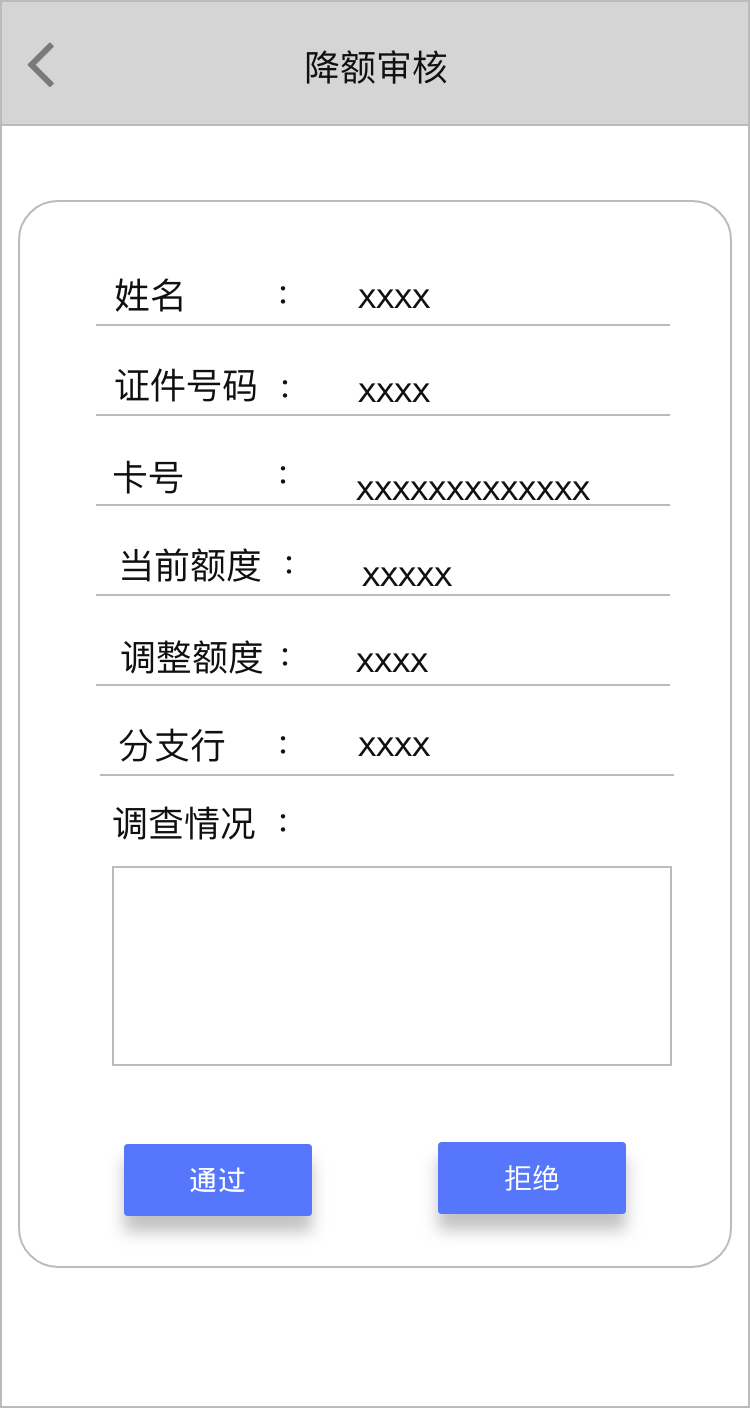 降额审核
姓名 : xxxx
证件号码 : xxxx
卡号 : xxxxxxxxxxxxx
当前额度 : xxxxx
调整额度 : xxxx
分支行 : xxxx
调查情况 :
通过 拒绝